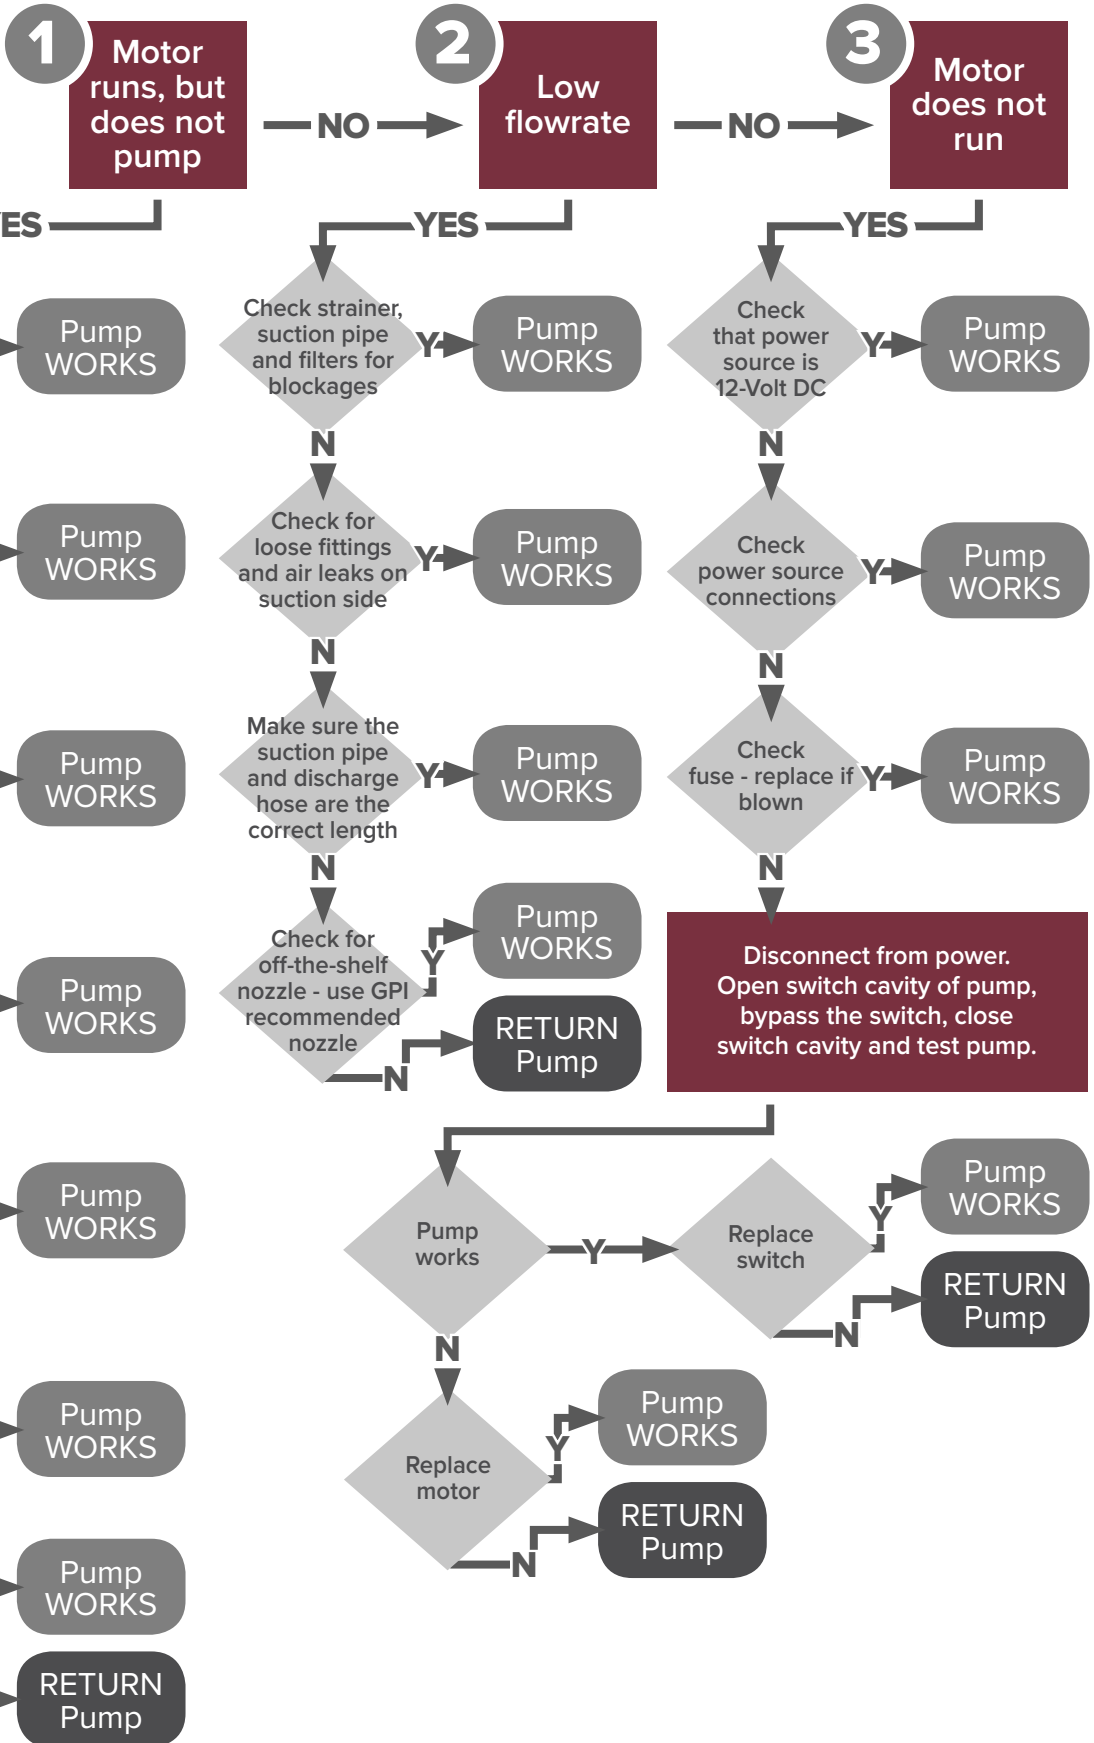 1
Motor
runs, but
does not
pump
NO
2
Low
flowrate
NO
3
Motor
does not
run
ES
Pump
WORKS
Pump
WORKS
Pump
WORKS
Pump
WORKS
Pump
WORKS
Pump
WORKS
Pump
WORKS
RETURN
Pump
YES
Check strainer,
suction pipe
and filters for
blockages
Y
Pump
WORKS
N
Check for
loose fittings
and air leaks on
suction side
Y
Pump
WORKS
N
Make sure the
suction pipe
and discharge
hose are the
correct length
Y
Pump
WORKS
N
Check for
off-the-shelf
nozzle - use GPI
recommended
nozzle
Y
Pump
WORKS
N
RETURN
Pump
YES
Check
that power
source is
12-Volt DC
Y
Pump
WORKS
N
Check
power source
connections
Y
Pump
WORKS
N
Check
fuse - replace if
blown
Y
Pump
WORKS
N
Disconnect from power.
Open switch cavity of pump,
bypass the switch, close
switch cavity and test pump.
Pump
works
Y
Replace
switch
Y
Pump
WORKS
N
RETURN
Pump
N
Replace
motor
Y
Pump
WORKS
N
RETURN
Pump